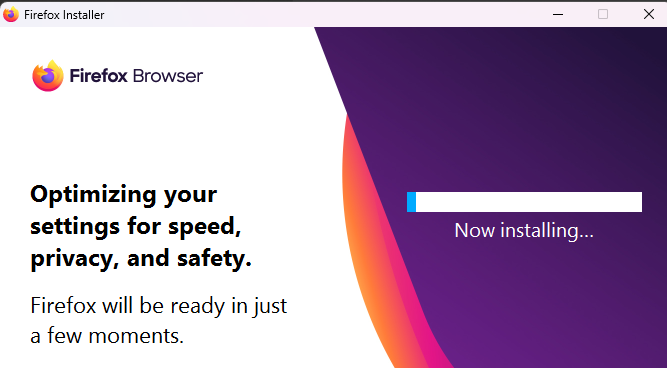 Firefox Installer
Firefox Browser
Optimizing your
settings for speed,
privacy, and safety.
Firefox will be ready in just
a few moments.
Now installing...